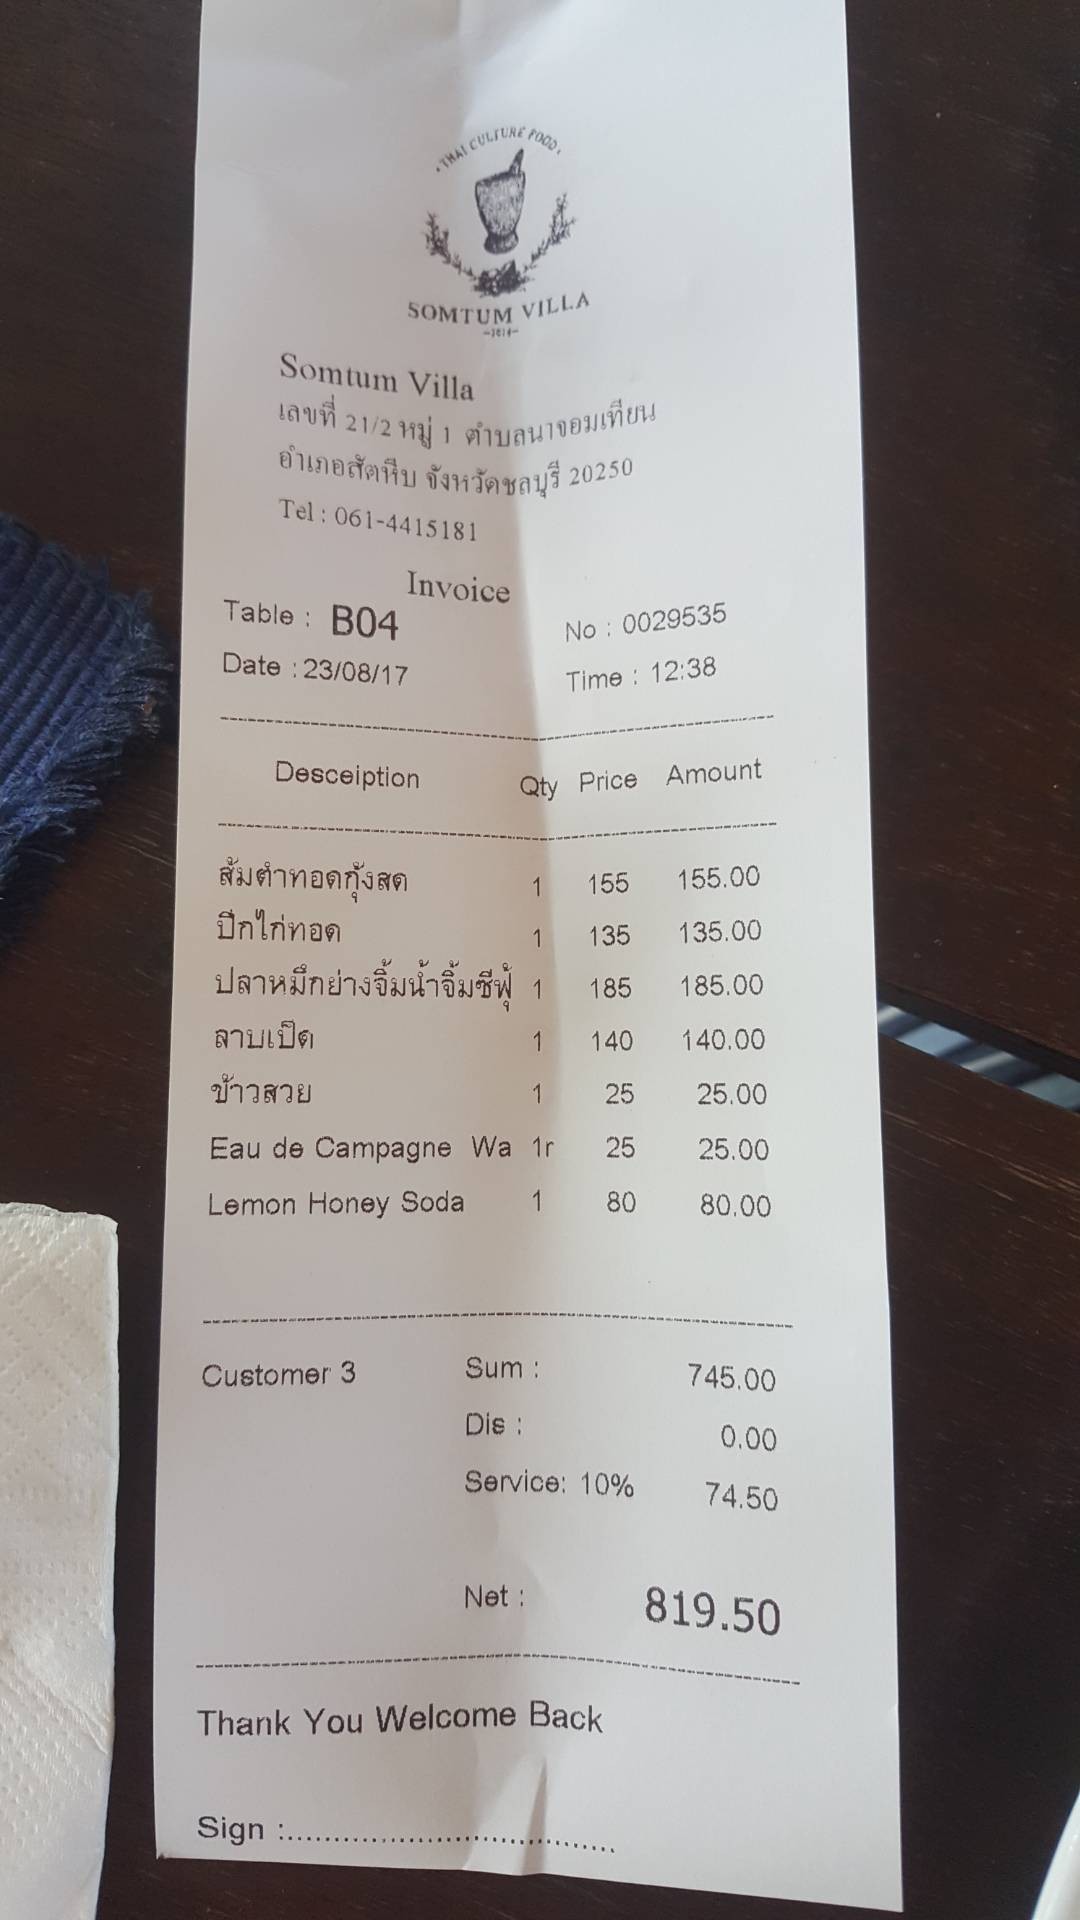 · THAI CULTURE FOOD ·
SOMTUM VILLA
Somtum Villa
เลขที่ 21/2 หมู่ 1 ตำบลนาจอมเทียน
อำเภอสัตหีบ จังหวัดชลบุรี 20250
Tel : 061-4415181
Invoice
Table : B04 No : 0029535
Date : 23/08/17 Time : 12:38
Desceiption Qty Price Amount
ส้มตำทอดกุ้งสด 1 155 155.00
ปีกไก่ทอด 1 135 135.00
ปลาหมึกย่างจิ้มน้ำจิ้มซีฟุ้ 1 185 185.00
ลาบเป็ด 1 140 140.00
ข้าวสวย 1 25 25.00
Eau de Campagne Wa 1r 25 25.00
Lemon Honey Soda 1 80 80.00
Customer 3 Sum : 745.00
Dis : 0.00
Service: 10% 74.50
Net : 819.50
Thank You Welcome Back
Sign :..........................................